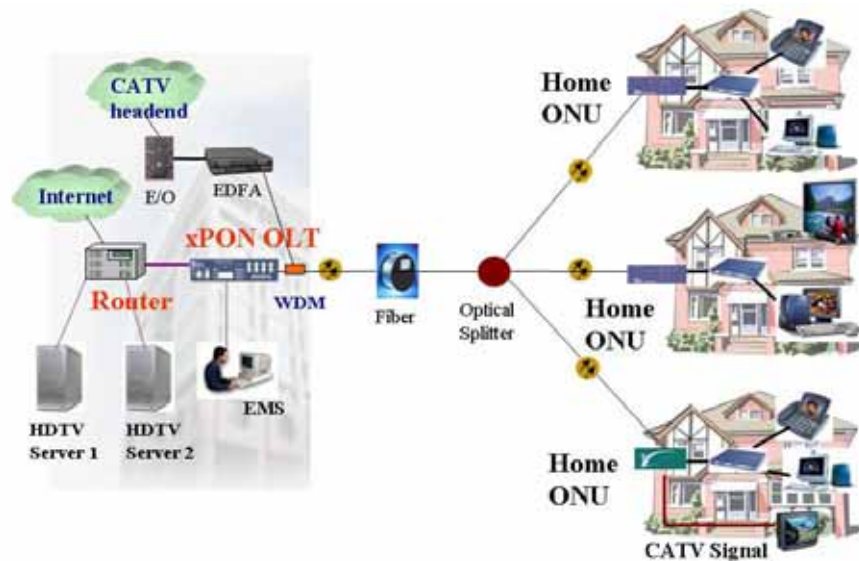 CATV
headend
Internet
E/O
EDFA
xPON OLT
Router
WDM
EMS
HDTV
Server 1
HDTV
Server 2
Fiber
Optical
Splitter
Home
ONU
Home
ONU
Home
ONU
CATV Signal